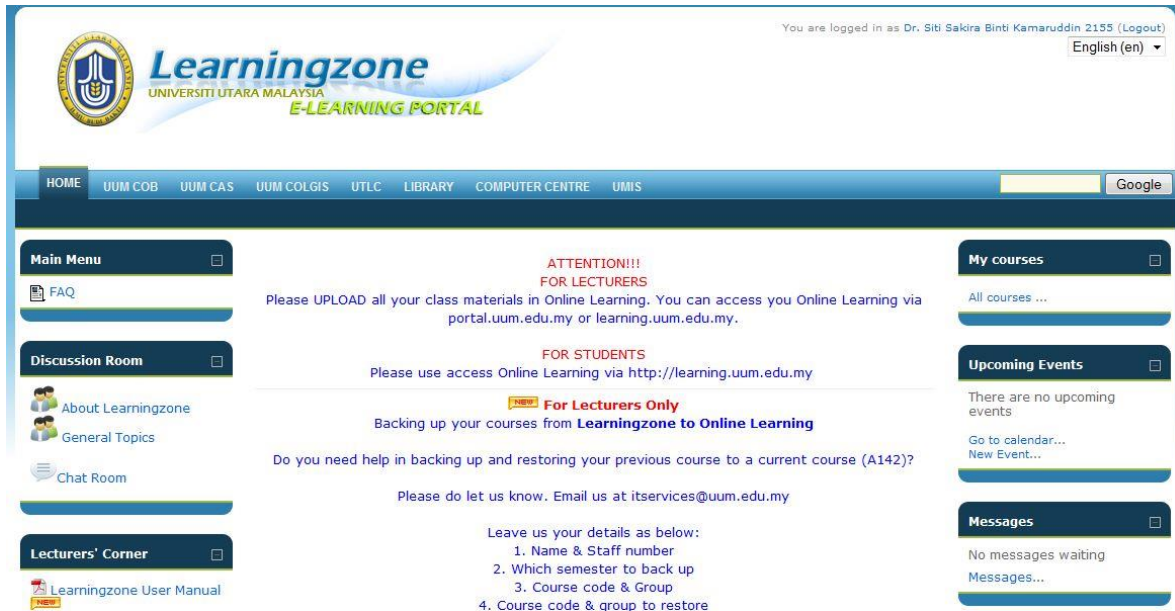 You are logged in as Dr. Siti Sakira Binti Kamaruddin 2155 (Logout)
English (en)
Learningzone
UNIVERSITI UTARA MALAYSIA
E-LEARNING PORTAL
HOME UUM COB UUM CAS UUM COLGIS UTLC LIBRARY COMPUTER CENTRE UMIS
Google
Main Menu
FAQ
Discussion Room
About Learningzone
General Topics
Chat Room
Lecturers' Corner
Learningzone User Manual
NEW
ATTENTION!!!
FOR LECTURERS
Please UPLOAD all your class materials in Online Learning. You can access you Online Learning via
portal.uum.edu.my or learning.uum.edu.my.
FOR STUDENTS
Please use access Online Learning via http://learning.uum.edu.my
NEW For Lecturers Only
Backing up your courses from Learningzone to Online Learning
Do you need help in backing up and restoring your previous course to a current course (A142)?
Please do let us know. Email us at itservices@uum.edu.my
Leave us your details as below:
1. Name & Staff number
2. Which semester to back up
3. Course code & Group
4. Course code & group to restore
My courses
All courses ...
Upcoming Events
There are no upcoming
events
Go to calendar...
New Event...
Messages
No messages waiting
Messages...